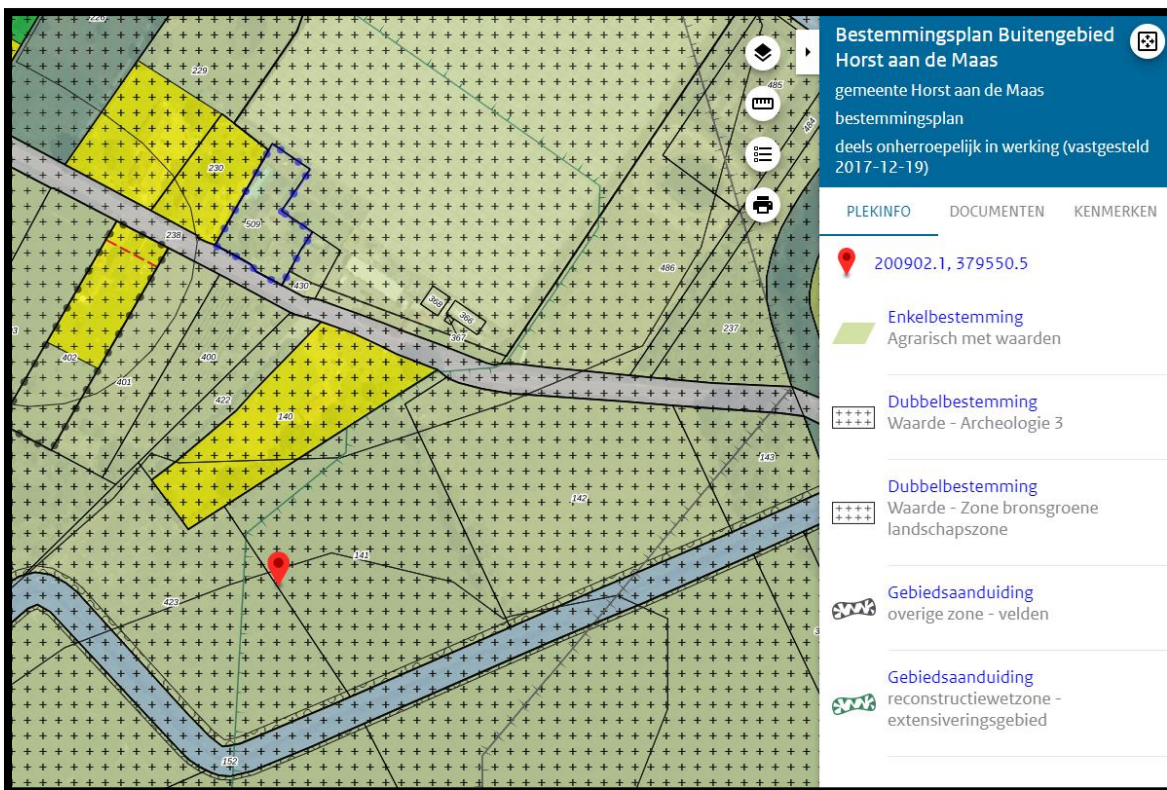 226
229
230
509
238
430
485
484
486
368
366
367
237
402
400
401
422
140
143
142
141
423
152
Bestemmingsplan Buitengebied
Horst aan de Maas
gemeente Horst aan de Maas
bestemmingsplan
deels onherroepelijk in werking (vastgesteld
2017-12-19)
PLEKINFO DOCUMENTEN KENMERKEN
200902.1, 379550.5
Enkelbestemming
Agrarisch met waarden
Dubbelbestemming
Waarde - Archeologie 3
Dubbelbestemming
Waarde - Zone bronsgroene
landschapszone
Gebiedsaanduiding
overige zone - velden
Gebiedsaanduiding
reconstructiewetzone -
extensiveringsgebied